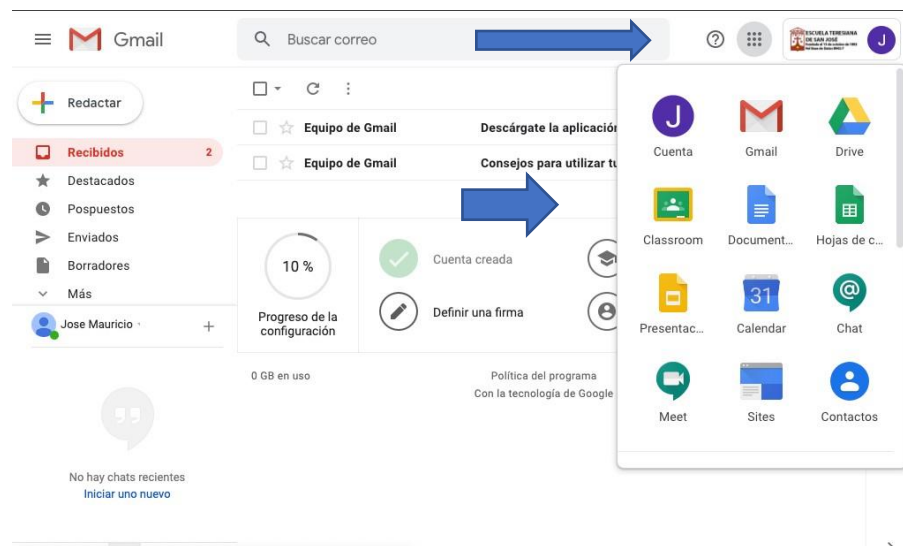 Gmail
Buscar correo
ESCUELA TERESIANA
DE SAN JOSÉ
J
Redactar
Recibidos 2
Destacados
Pospuestos
Enviados
Borradores
Más
Jose Mauricio
No hay chats recientes
Iniciar uno nuevo
Equipo de Gmail Descárgate la aplicación
Equipo de Gmail Consejos para utilizar tu
10 %
Progreso de la
configuración
Cuenta creada
Definir una firma
0 GB en uso
Política del programa
Con la tecnología de Google
J
Cuenta Gmail Drive
Classroom Document... Hojas de c...
31
Presentac... Calendar Chat
Meet Sites Contactos